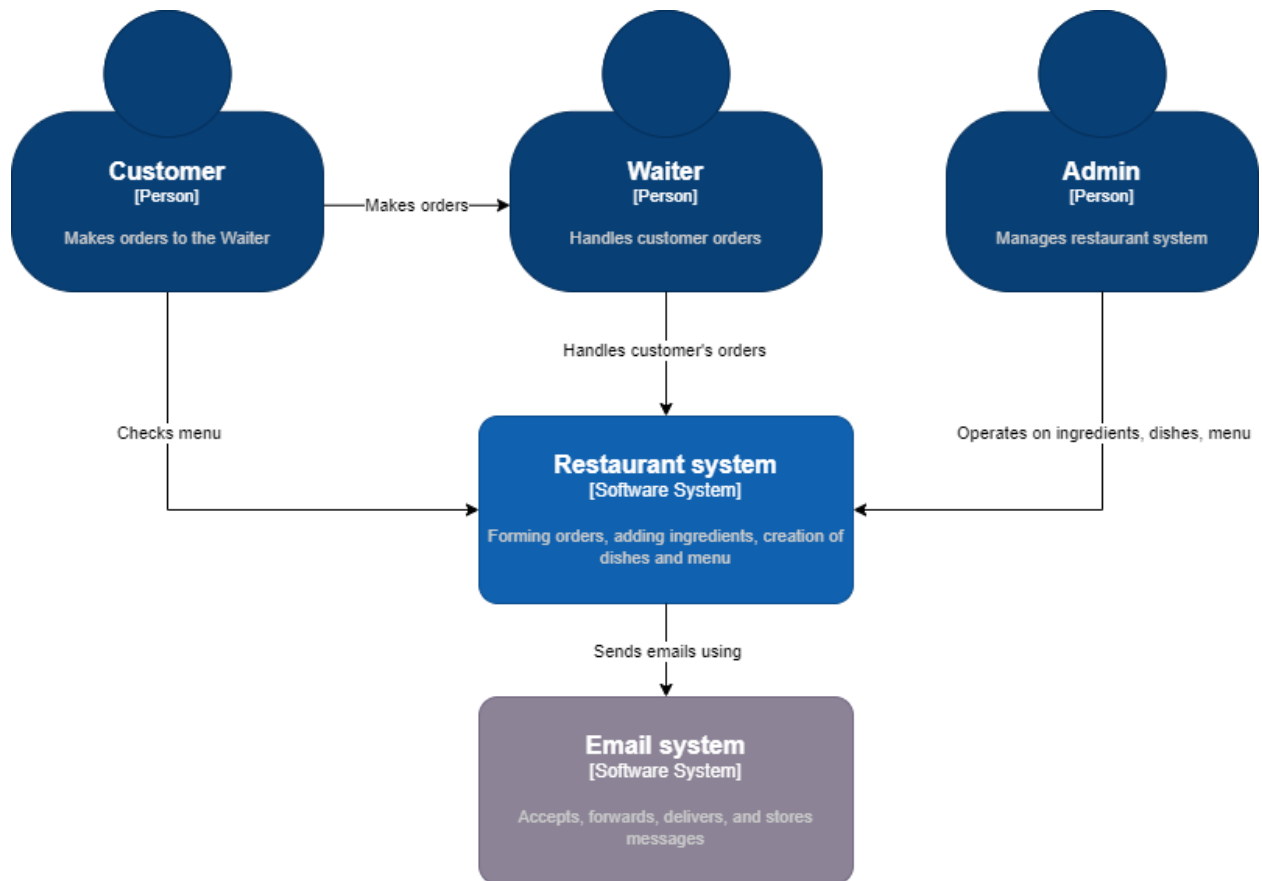 Customer
[Person]
Makes orders to the Waiter
Makes orders
Waiter
[Person]
Handles customer orders
Admin
[Person]
Manages restaurant system
Handles customer's orders
Checks menu
Operates on ingredients, dishes, menu
Restaurant system
[Software System]
Forming orders, adding ingredients, creation of
dishes and menu
Sends emails using
Email system
[Software System]
Accepts, forwards, delivers, and stores
messages